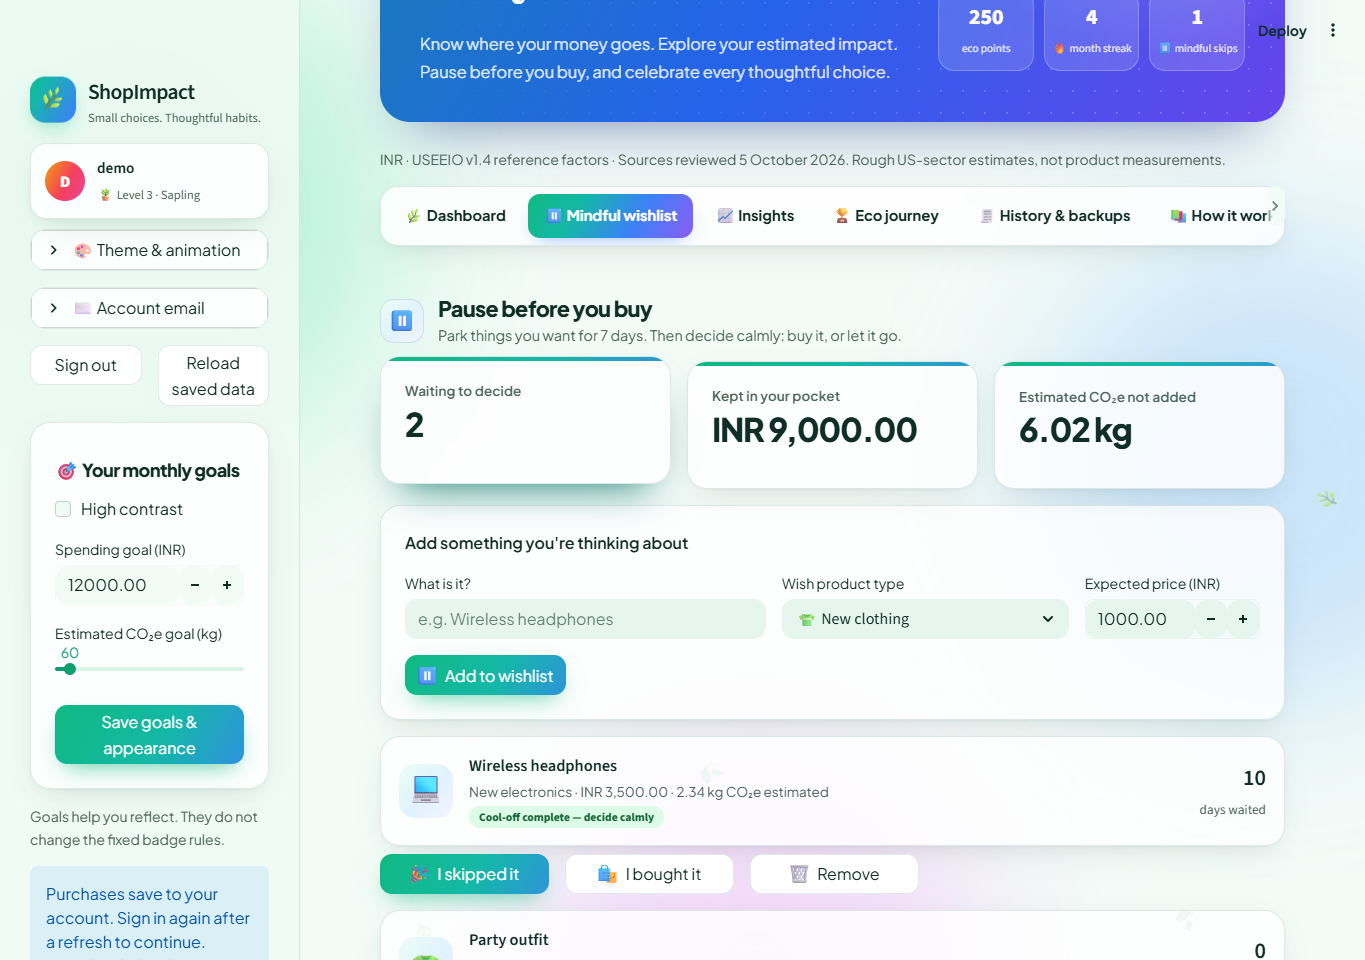 Deploy
ShopImpact
Small choices. Thoughtful habits.
D
demo
Level 3 · Sapling
Theme & animation
Account email
Sign out
Reload
saved data
Your monthly goals
High contrast
Spending goal (INR)
12000.00
Estimated CO₂e goal (kg)
60
Save goals &
appearance
Goals help you reflect. They do not
change the fixed badge rules.
Purchases save to your
account. Sign in again after
a refresh to continue.
Know where your money goes. Explore your estimated impact.
Pause before you buy, and celebrate every thoughtful choice.
250
eco points
4
month streak
1
mindful skips
INR · USEEIO v1.4 reference factors · Sources reviewed 5 October 2026. Rough US-sector estimates, not product measurements.
Dashboard
Mindful wishlist
Insights
Eco journey
History & backups
How it work
Pause before you buy
Park things you want for 7 days. Then decide calmly: buy it, or let it go.
Waiting to decide
2
Kept in your pocket
INR 9,000.00
Estimated CO₂e not added
6.02 kg
Add something you're thinking about
What is it?
e.g. Wireless headphones
Wish product type
New clothing
Expected price (INR)
1000.00
Add to wishlist
Wireless headphones
New electronics · INR 3,500.00 · 2.34 kg CO₂e estimated
Cool-off complete — decide calmly
10
days waited
I skipped it
I bought it
Remove
Party outfit
0